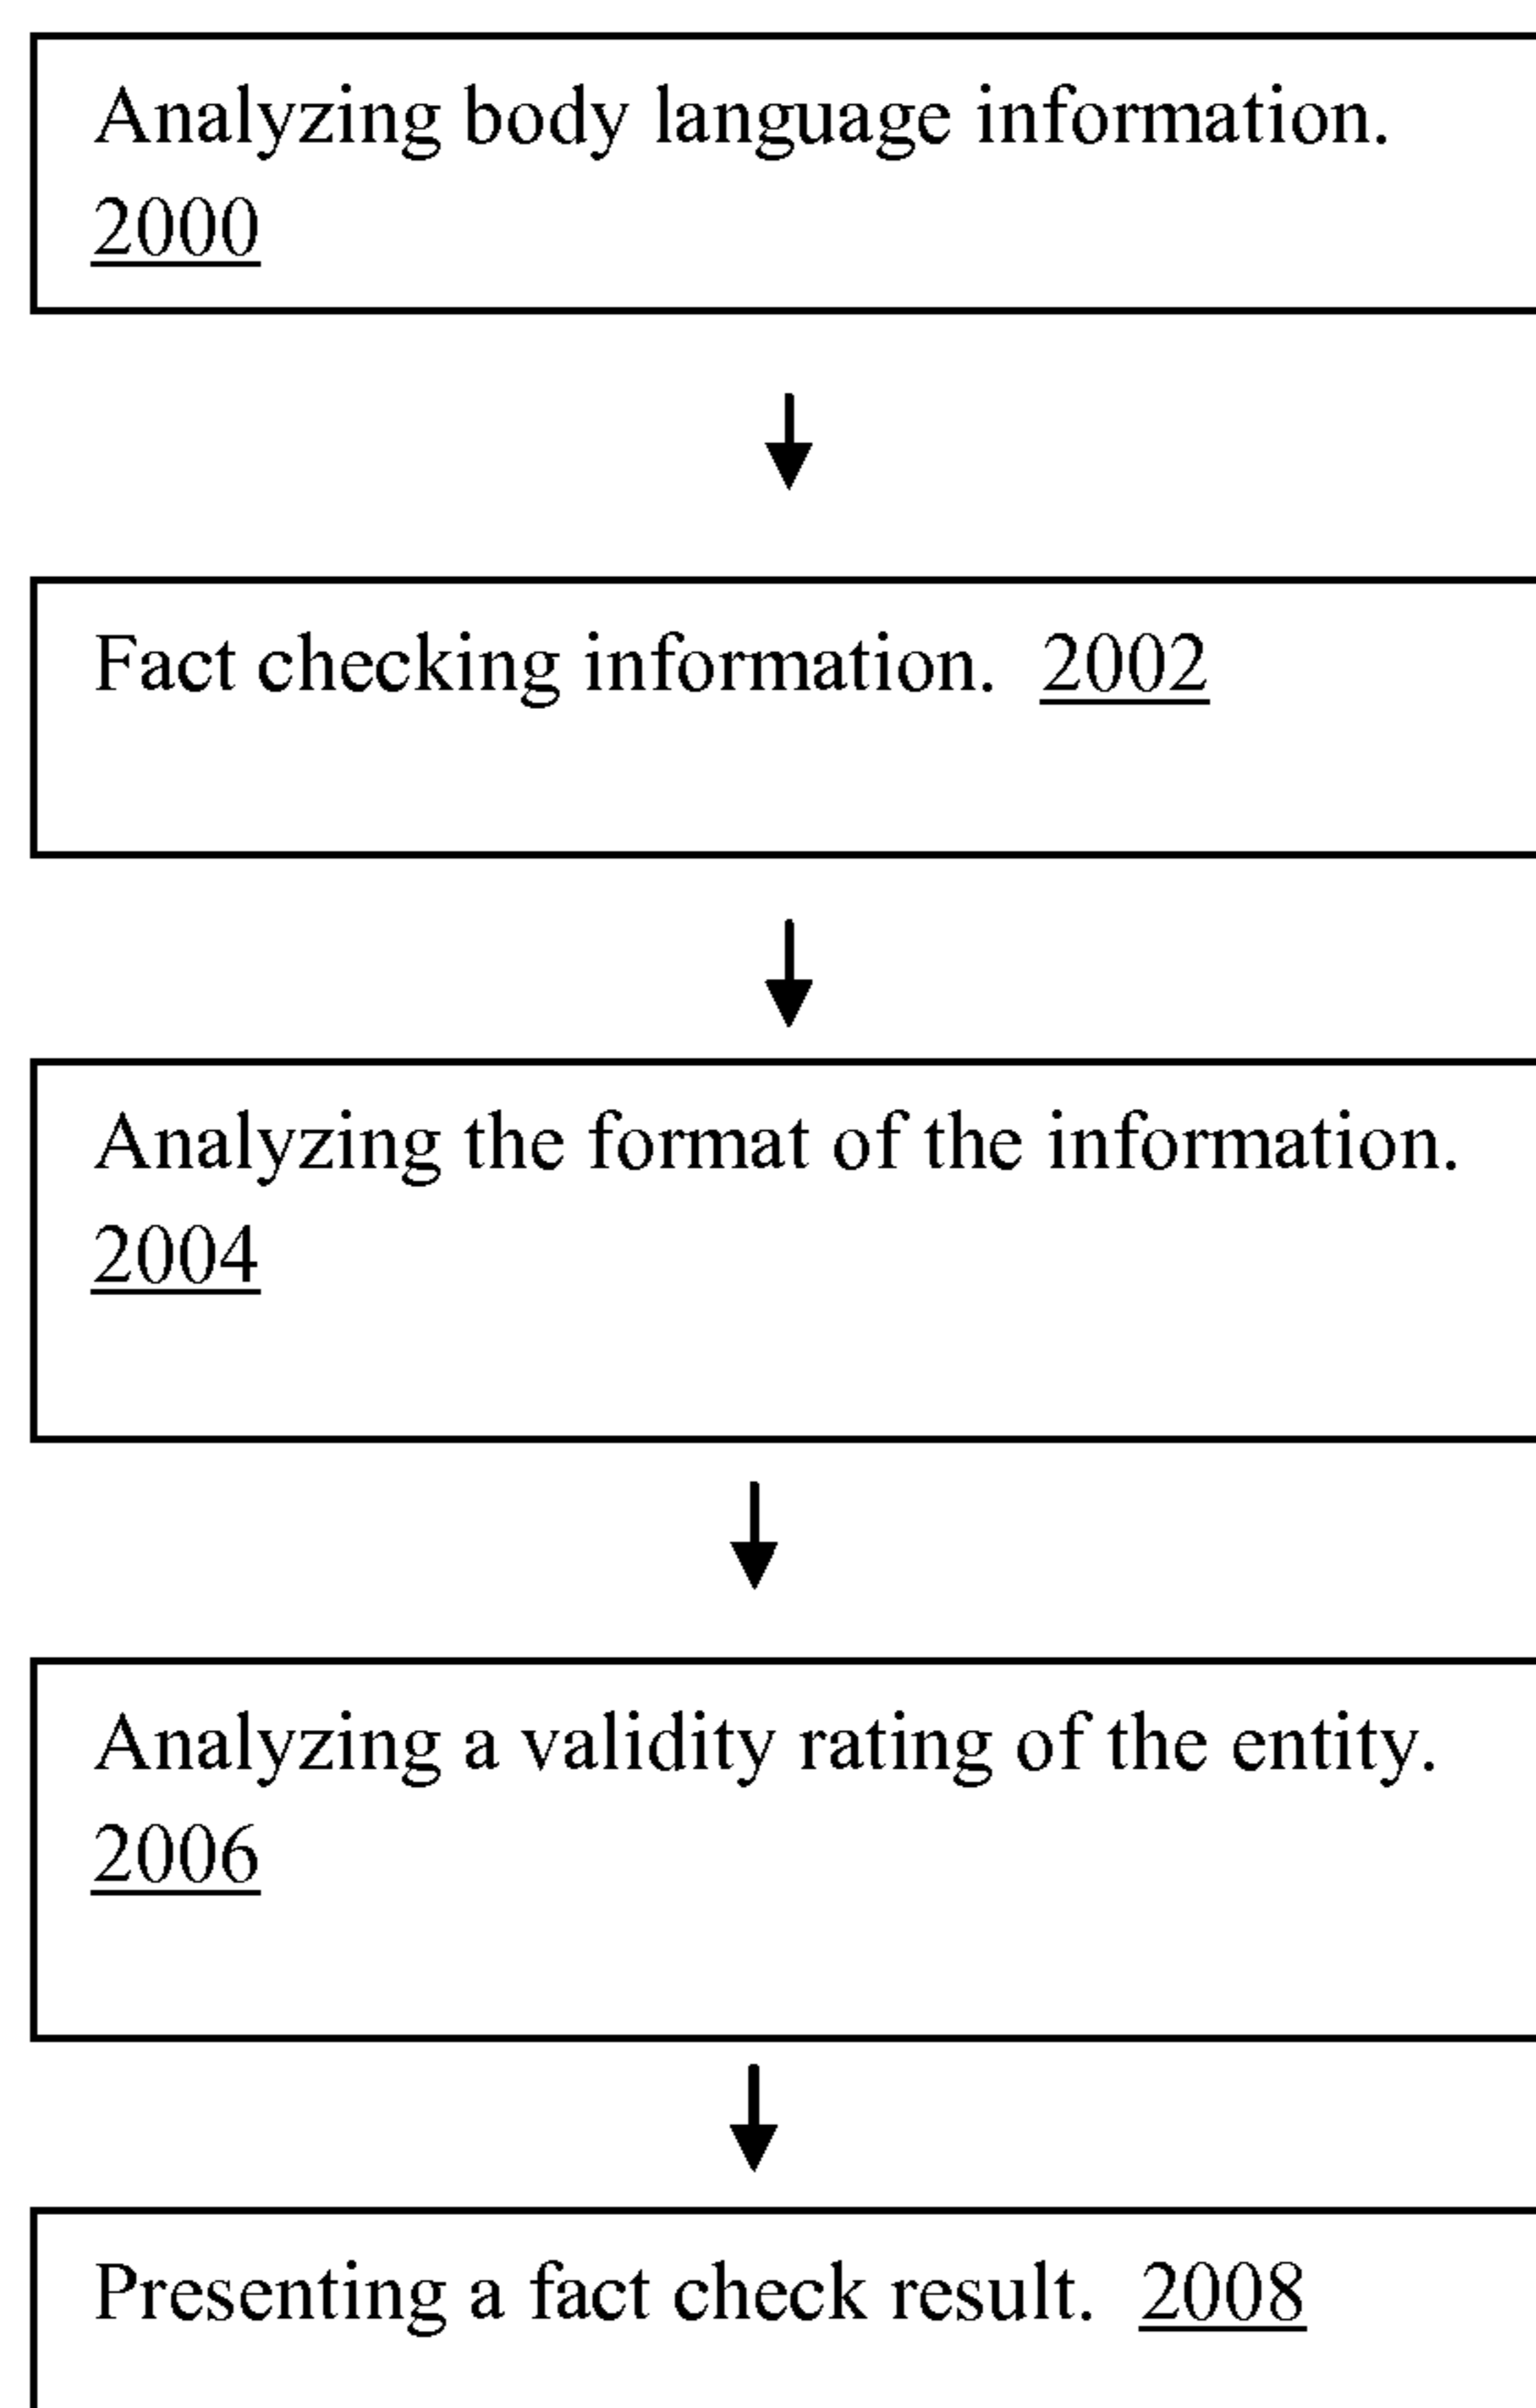 Analyzing body language information.
2000
Fact checking information. 2002
Analyzing the format of the information.
2004
Analyzing a validity rating of the entity.
2006
Presenting a fact check result. 2008